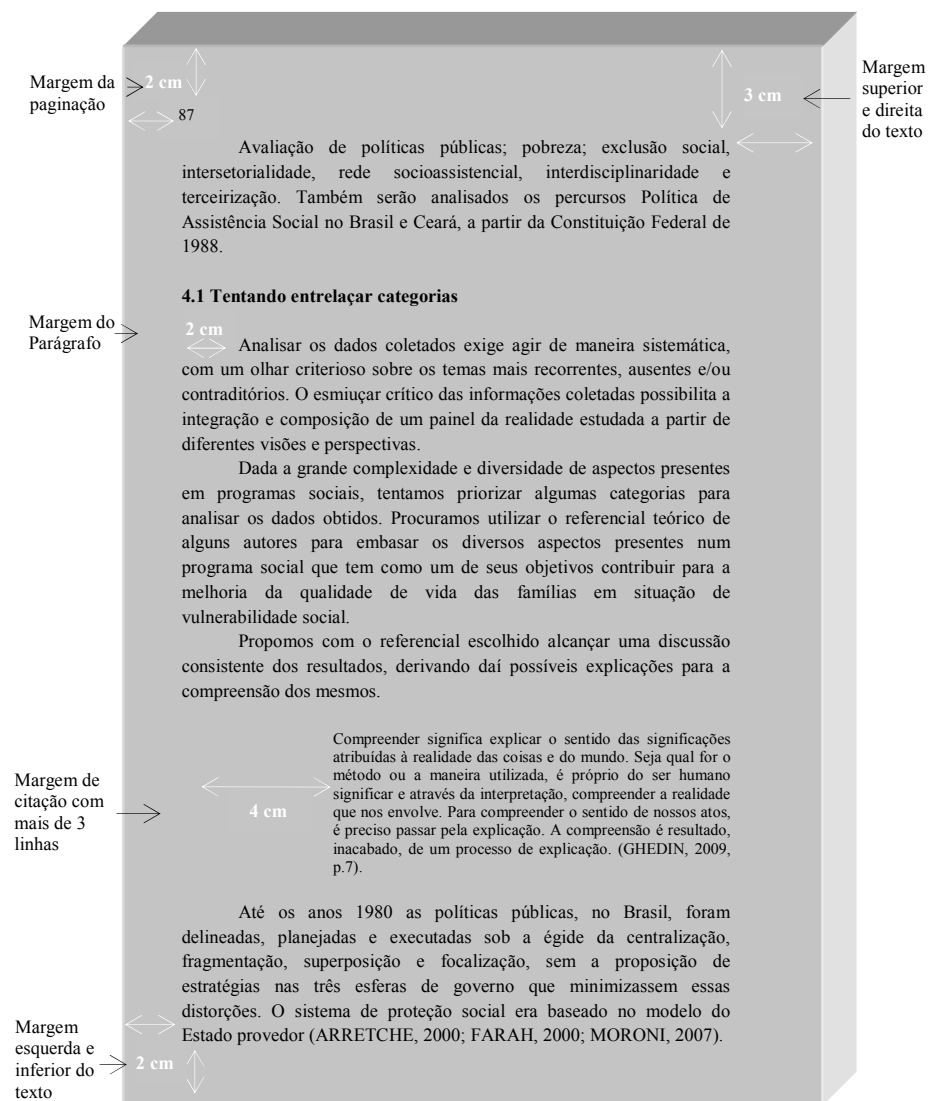 Margem da
paginação
2 cm
87
3 cm
Margem
superior
e direita
do texto
Avaliação de políticas públicas; pobreza; exclusão social,
intersetorialidade, rede socioassistencial, interdisciplinaridade e
terceirização. Também serão analisados os percursos Política de
Assistência Social no Brasil e Ceará, a partir da Constituição Federal de
1988.
4.1 Tentando entrelaçar categorias
Margem do
Parágrafo
2 cm
Analisar os dados coletados exige agir de maneira sistemática,
com um olhar criterioso sobre os temas mais recorrentes, ausentes e/ou
contraditórios. O esmiuçar crítico das informações coletadas possibilita a
integração e composição de um painel da realidade estudada a partir de
diferentes visões e perspectivas.
Dada a grande complexidade e diversidade de aspectos presentes
em programas sociais, tentamos priorizar algumas categorias para
analisar os dados obtidos. Procuramos utilizar o referencial teórico de
alguns autores para embasar os diversos aspectos presentes num
programa social que tem como um de seus objetivos contribuir para a
melhoria da qualidade de vida das famílias em situação de
vulnerabilidade social.
Propomos com o referencial escolhido alcançar uma discussão
consistente dos resultados, derivando daí possíveis explicações para a
compreensão dos mesmos.
Margem de
citação com
mais de 3
linhas
4 cm
Compreender significa explicar o sentido das significações
atribuídas à realidade das coisas e do mundo. Seja qual for o
método ou a maneira utilizada, é próprio do ser humano
significar e através da interpretação, compreender a realidade
que nos envolve. Para compreender o sentido de nossos atos,
é preciso passar pela explicação. A compreensão é resultado,
inacabado, de um processo de explicação. (GHEDIN, 2009,
p.7).
Até os anos 1980 as políticas públicas, no Brasil, foram
delineadas, planejadas e executadas sob a égide da centralização,
fragmentação, superposição e focalização, sem a proposição de
estratégias nas três esferas de governo que minimizassem essas
distorções. O sistema de proteção social era baseado no modelo do
Estado provedor (ARRETCHE, 2000; FARAH, 2000; MORONI, 2007).
Margem
esquerda e
inferior do
texto
2 cm